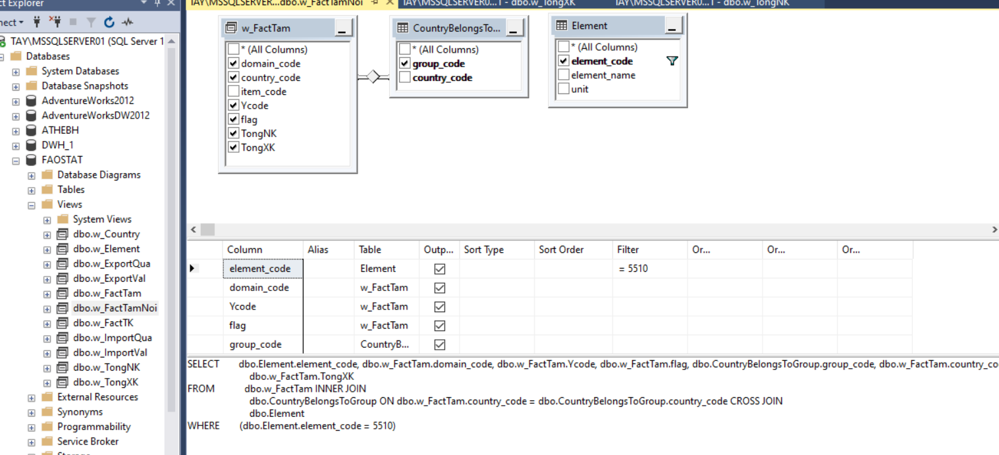 ct Explorer
TAY\MSSQLSERVER...dbo.w_FactTamNoi
TAY\MSSQLSERVER0...1 - dbo.w_TongXK
TAY\MSSQLSERVER0...1 - dbo.w_TongNK
nect
TAY\MSSQLSERVER01 (SQL Server 1
Databases
System Databases
Database Snapshots
AdventureWorks2012
AdventureWorksDW2012
ATHEBH
DWH_1
FAOSTAT
Database Diagrams
Tables
Views
System Views
dbo.w_Country
dbo.w_Element
dbo.w_ExportQua
dbo.w_ExportVal
dbo.w_FactTam
dbo.w_FactTamNoi
dbo.w_FactTK
dbo.w_ImportQua
dbo.w_ImportVal
dbo.w_TongNK
dbo.w_TongXK
External Resources
Synonyms
Programmability
Service Broker
Storage
w_FactTam
* (All Columns)
domain_code
country_code
item_code
Ycode
flag
TongNK
TongXK
CountryBelongsTo...
* (All Columns)
group_code
country_code
Element
* (All Columns)
element_code
element_name
unit
Column Alias Table Outp... Sort Type Sort Order Filter Or... Or... Or...
element_code Element = 5510
domain_code w_FactTam
Ycode w_FactTam
flag w_FactTam
group_code CountryB...
SELECT dbo.Element.element_code, dbo.w_FactTam.domain_code, dbo.w_FactTam.Ycode, dbo.w_FactTam.flag, dbo.CountryBelongsToGroup.group_code, dbo.w_FactTam.country_co
dbo.w_FactTam.TongXK
FROM dbo.w_FactTam INNER JOIN
dbo.CountryBelongsToGroup ON dbo.w_FactTam.country_code = dbo.CountryBelongsToGroup.country_code CROSS JOIN
dbo.Element
WHERE (dbo.Element.element_code = 5510)